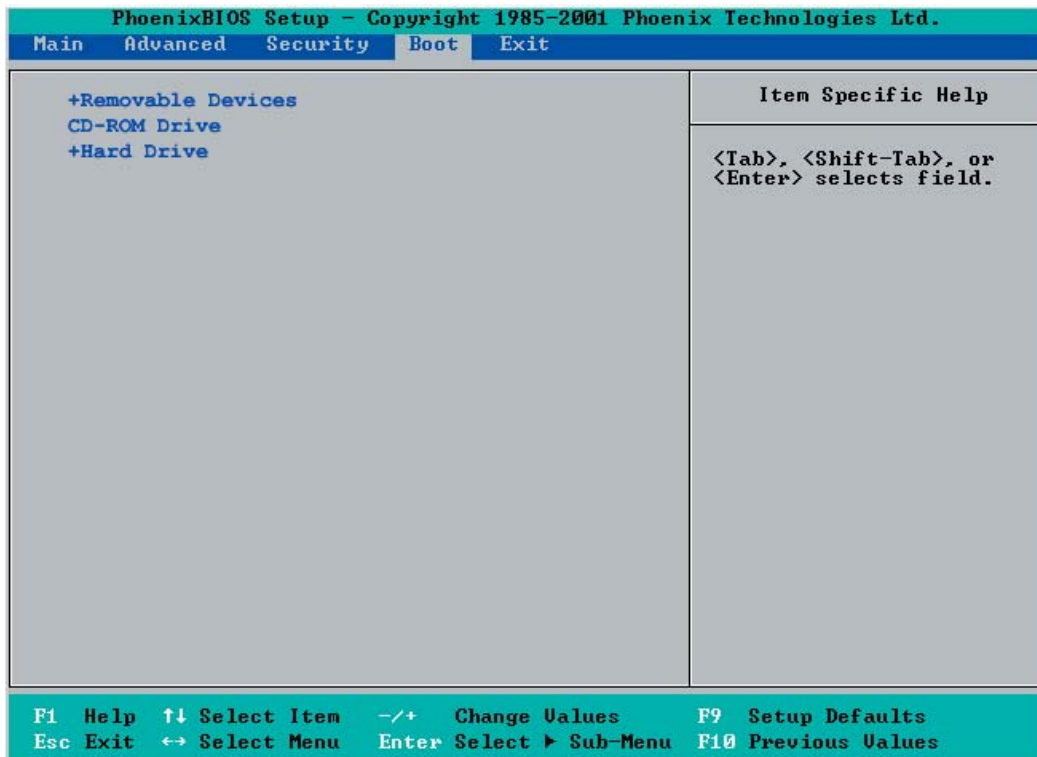 PhoenixBIOS Setup - Copyright 1985-2001 Phoenix Technologies Ltd.
Main Advanced Security Boot Exit
+Removable Devices
CD-ROM Drive
+Hard Drive
Item Specific Help
<Tab>, <Shift-Tab>, or
<Enter> selects field.
F1 Help ↑↓ Select Item -/+ Change Values F9 Setup Defaults
Esc Exit ↔ Select Menu Enter Select ▶ Sub-Menu F10 Previous Values